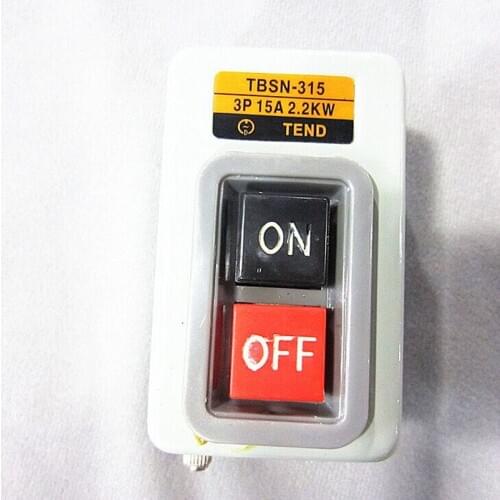 TBSN-315
3P 15A 2.2KW
TEND
ON
OFF